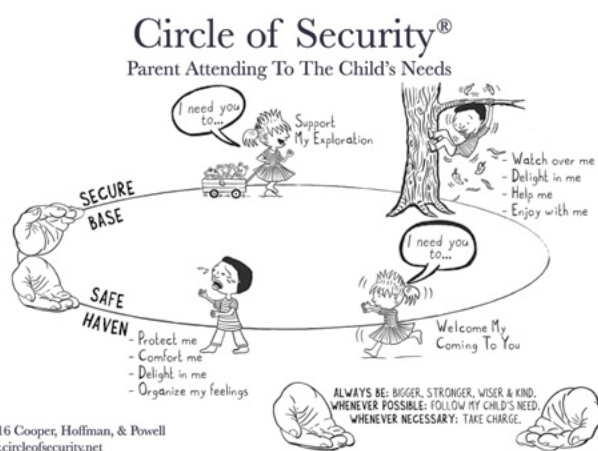 Circle of Security®
Parent Attending To The Child's Needs
I need you
to...
Support
My Exploration
- Watch over me
- Delight in me
- Help me
- Enjoy with me
SECURE
BASE
I need you
to...
SAFE
HAVEN
- Protect me
- Comfort me
- Delight in me
- Organize my feelings
Welcome My
Coming To You
ALWAYS BE: BIGGER, STRONGER, WISER & KIND.
WHENEVER POSSIBLE: FOLLOW MY CHILD'S NEED.
WHENEVER NECESSARY: TAKE CHARGE.
16 Cooper, Hoffman, & Powell
.circleofsecurity.net